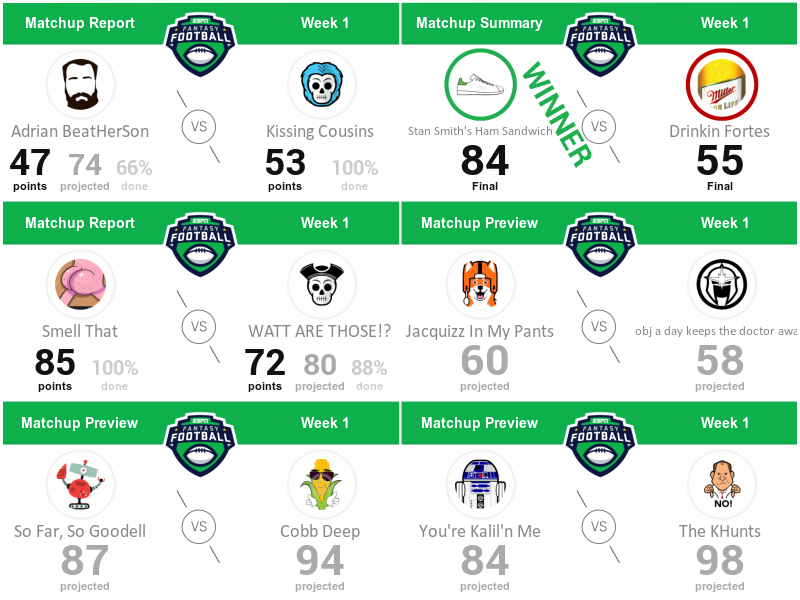 Matchup Report
ESPN
FANTASY
FOOTBALL
Week 1
Adrian BeatHerSon
VS
Kissing Cousins
47
points
74
projected
66%
done
53
points
100%
done
Matchup Summary
ESPN
FANTASY
FOOTBALL
Week 1
WINNER
Miller
Stan Smith's Ham Sandwich
VS
Drinkin Fortes
84
Final
55
Final
Matchup Report
ESPN
FANTASY
FOOTBALL
Week 1
Smell That
VS
WATT ARE THOSE!?
85
points
100%
done
72
points
80
projected
88%
done
Matchup Preview
ESPN
FANTASY
FOOTBALL
Week 1
Jacquizz In My Pants
VS
obj a day keeps the doctor awa
60
projected
58
projected
Matchup Preview
ESPN
FANTASY
FOOTBALL
Week 1
So Far, So Goodell
VS
Cobb Deep
87
projected
94
projected
Matchup Preview
ESPN
FANTASY
FOOTBALL
Week 1
NO!
You're Kalil'n Me
VS
The KHunts
84
projected
98
projected